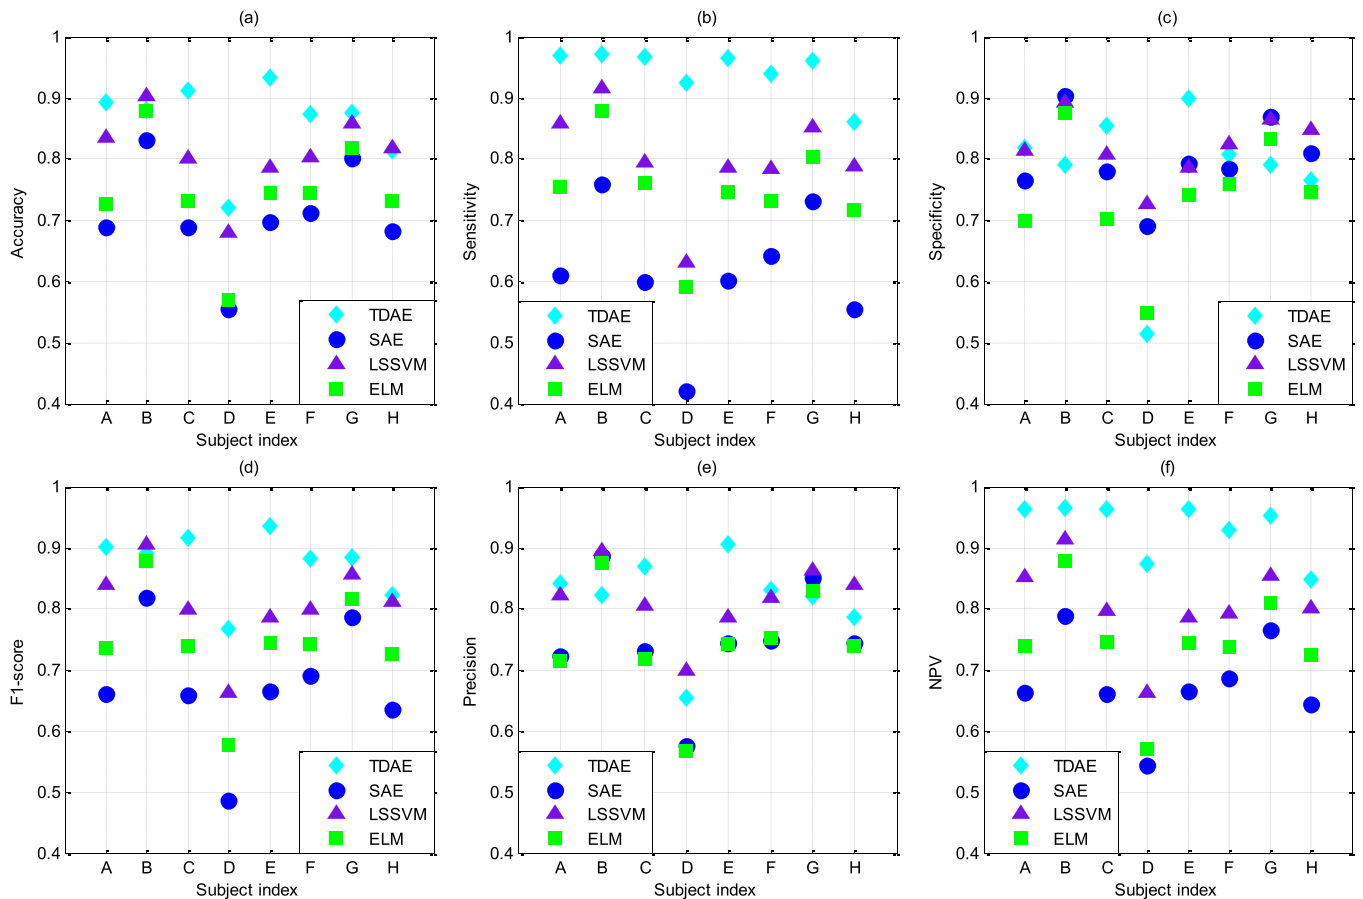 (a)
1
0.9
0.8
0.7
0.6
0.5
0.4
Accuracy
TDAE
SAE
LSSVM
ELM
A B C D E F G H
Subject index
(b)
1
0.9
0.8
0.7
0.6
0.5
0.4
Sensitivity
TDAE
SAE
LSSVM
ELM
A B C D E F G H
Subject index
(c)
1
0.9
0.8
0.7
0.6
0.5
0.4
Specificity
TDAE
SAE
LSSVM
ELM
A B C D E F G H
Subject index
(d)
1
0.9
0.8
0.7
0.6
0.5
0.4
F1-score
TDAE
SAE
LSSVM
ELM
A B C D E F G H
Subject index
(e)
1
0.9
0.8
0.7
0.6
0.5
0.4
Precision
TDAE
SAE
LSSVM
ELM
A B C D E F G H
Subject index
(f)
1
0.9
0.8
0.7
0.6
0.5
0.4
NPV
TDAE
SAE
LSSVM
ELM
A B C D E F G H
Subject index